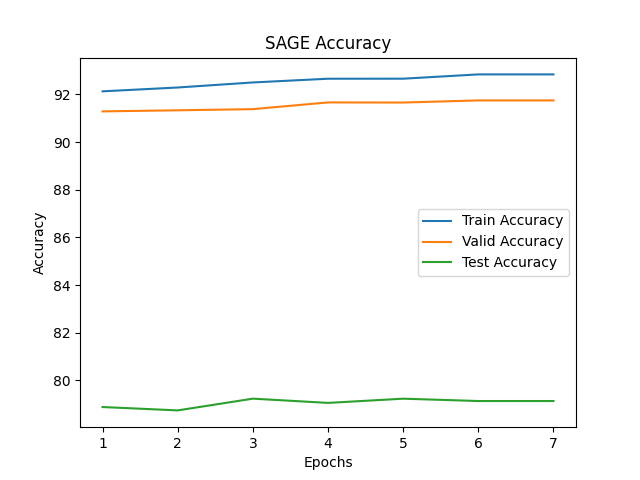 SAGE Accuracy
Accuracy
92
90
88
86
84
82
80
Train Accuracy
Valid Accuracy
Test Accuracy
1 2 3 4 5 6 7
Epochs